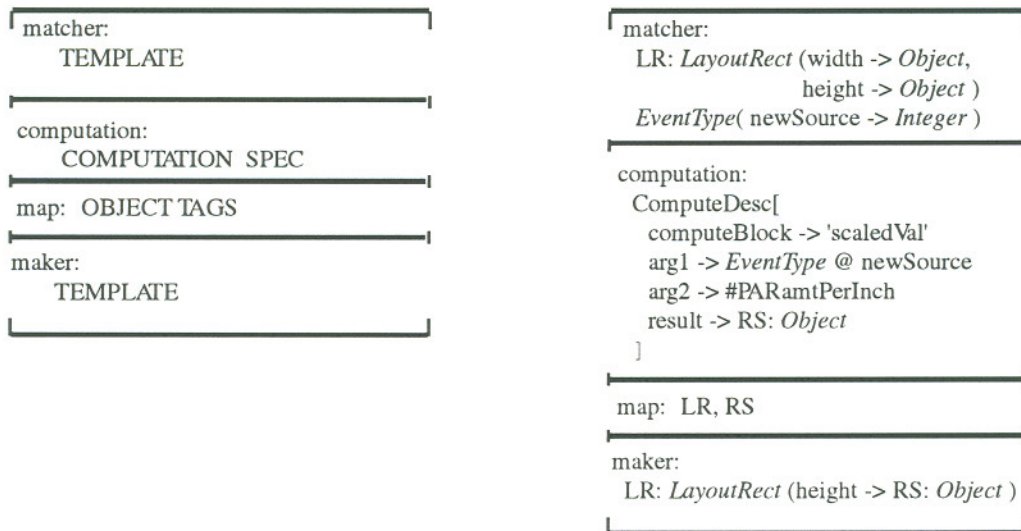 matcher:
TEMPLATE
computation:
COMPUTATION SPEC
map: OBJECT TAGS
maker:
TEMPLATE
matcher:
LR: LayoutRect (width -> Object,
height -> Object )
EventType( newSource -> Integer )
computation:
ComputeDesc[
computeBlock -> 'scaledVal'
arg1 -> EventType @ newSource
arg2 -> #PARamtPerInch
result -> RS: Object
]
map: LR, RS
maker:
LR: LayoutRect (height -> RS: Object )